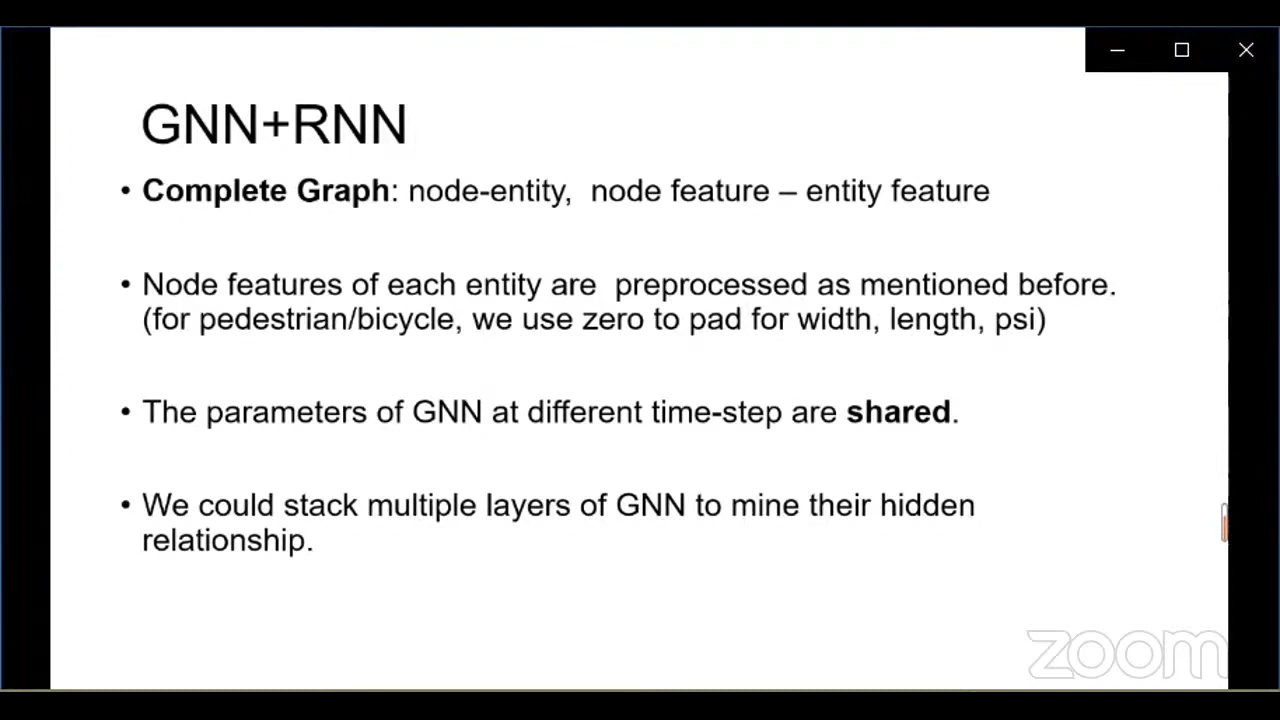 GNN+RNN
• Complete Graph: node-entity,  node feature – entity feature
• Node features of each entity are  preprocessed as mentioned before.
(for pedestrian/bicycle, we use zero to pad for width, length, psi)
• The parameters of GNN at different time-step are shared.
• We could stack multiple layers of GNN to mine their hidden
relationship.
zoom